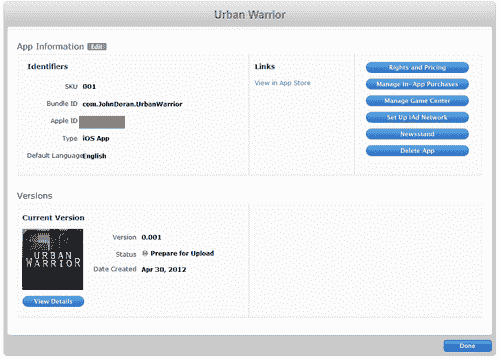 Urban Warrior
App Information Edit
Identifiers
SKU 001
Bundle ID com.JohnDoran.UrbanWarrior
Apple ID
Type iOS App
Default Language English
Links
View in App Store
Rights and Pricing
Manage In-App Purchases
Manage Game Center
Set Up iAd Network
Newsstand
Delete App
Versions
Current Version
URBAN
WARRIOR
View Details
Version 0.001
Status Prepare for Upload
Date Created Apr 30, 2012
Done